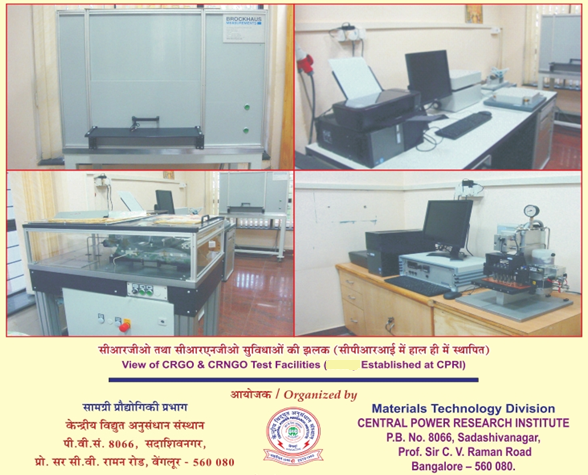 BROCKHAUS
MEASUREMENTS
सीआरजीओ तथा सीआरएनजीओ सुविधाओं की झलक (सीपीआरआई में हाल ही में स्थापित)
View of CRGO & CRNGO Test Facilities ( Established at CPRI)
आयोजक / Organized by
सामग्री प्रौद्योगिकी प्रभाग
केन्द्रीय विद्युत अनुसंधान संस्थान
पी.वी.सं. 8066, सदाशिवनगर,
प्रो. सर सी.वी. रामन रोड, बेंगलूर - 560 080
Materials Technology Division
CENTRAL POWER RESEARCH INSTITUTE
P.B. No. 8066, Sadashivanagar,
Prof. Sir C. V. Raman Road
Bangalore – 560 080.